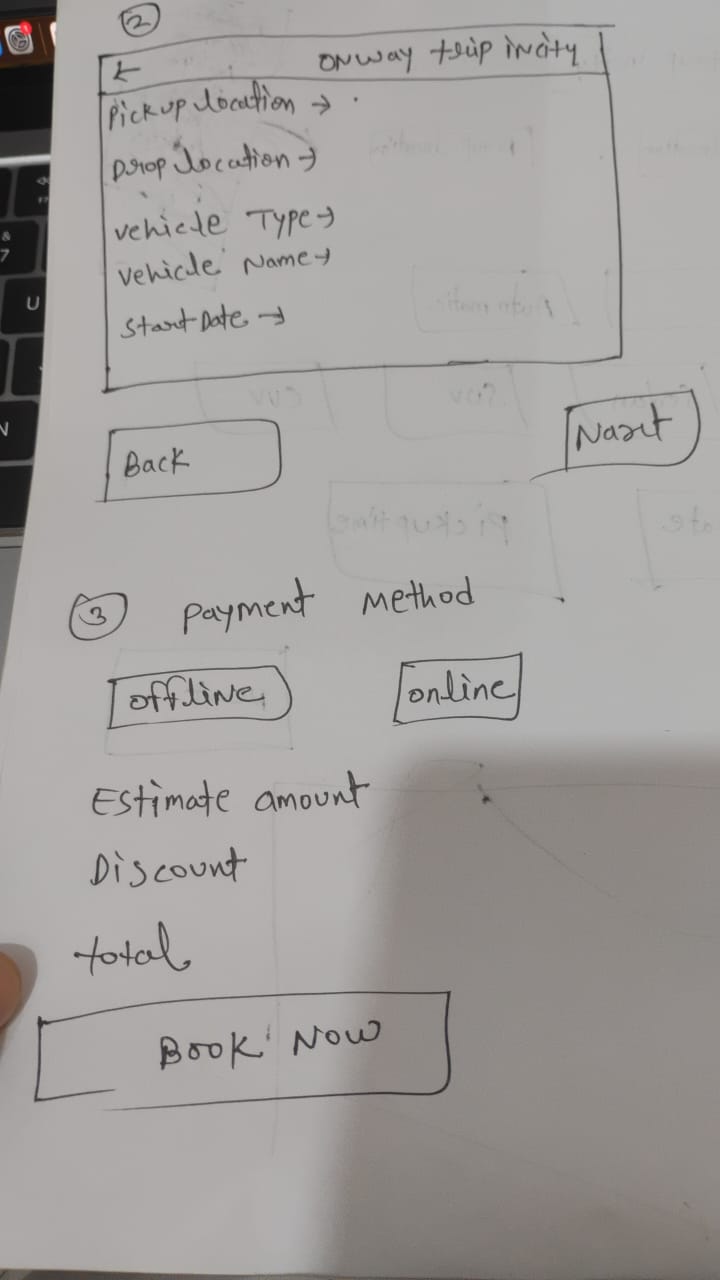 2
← onway trip incity
Pickup location →
Drop location →
vehicle Type →
vehicle Name →
Start Date →
Back Naxt
3 payment Method
offline online
Estimate amount
Discount
total
Book Now